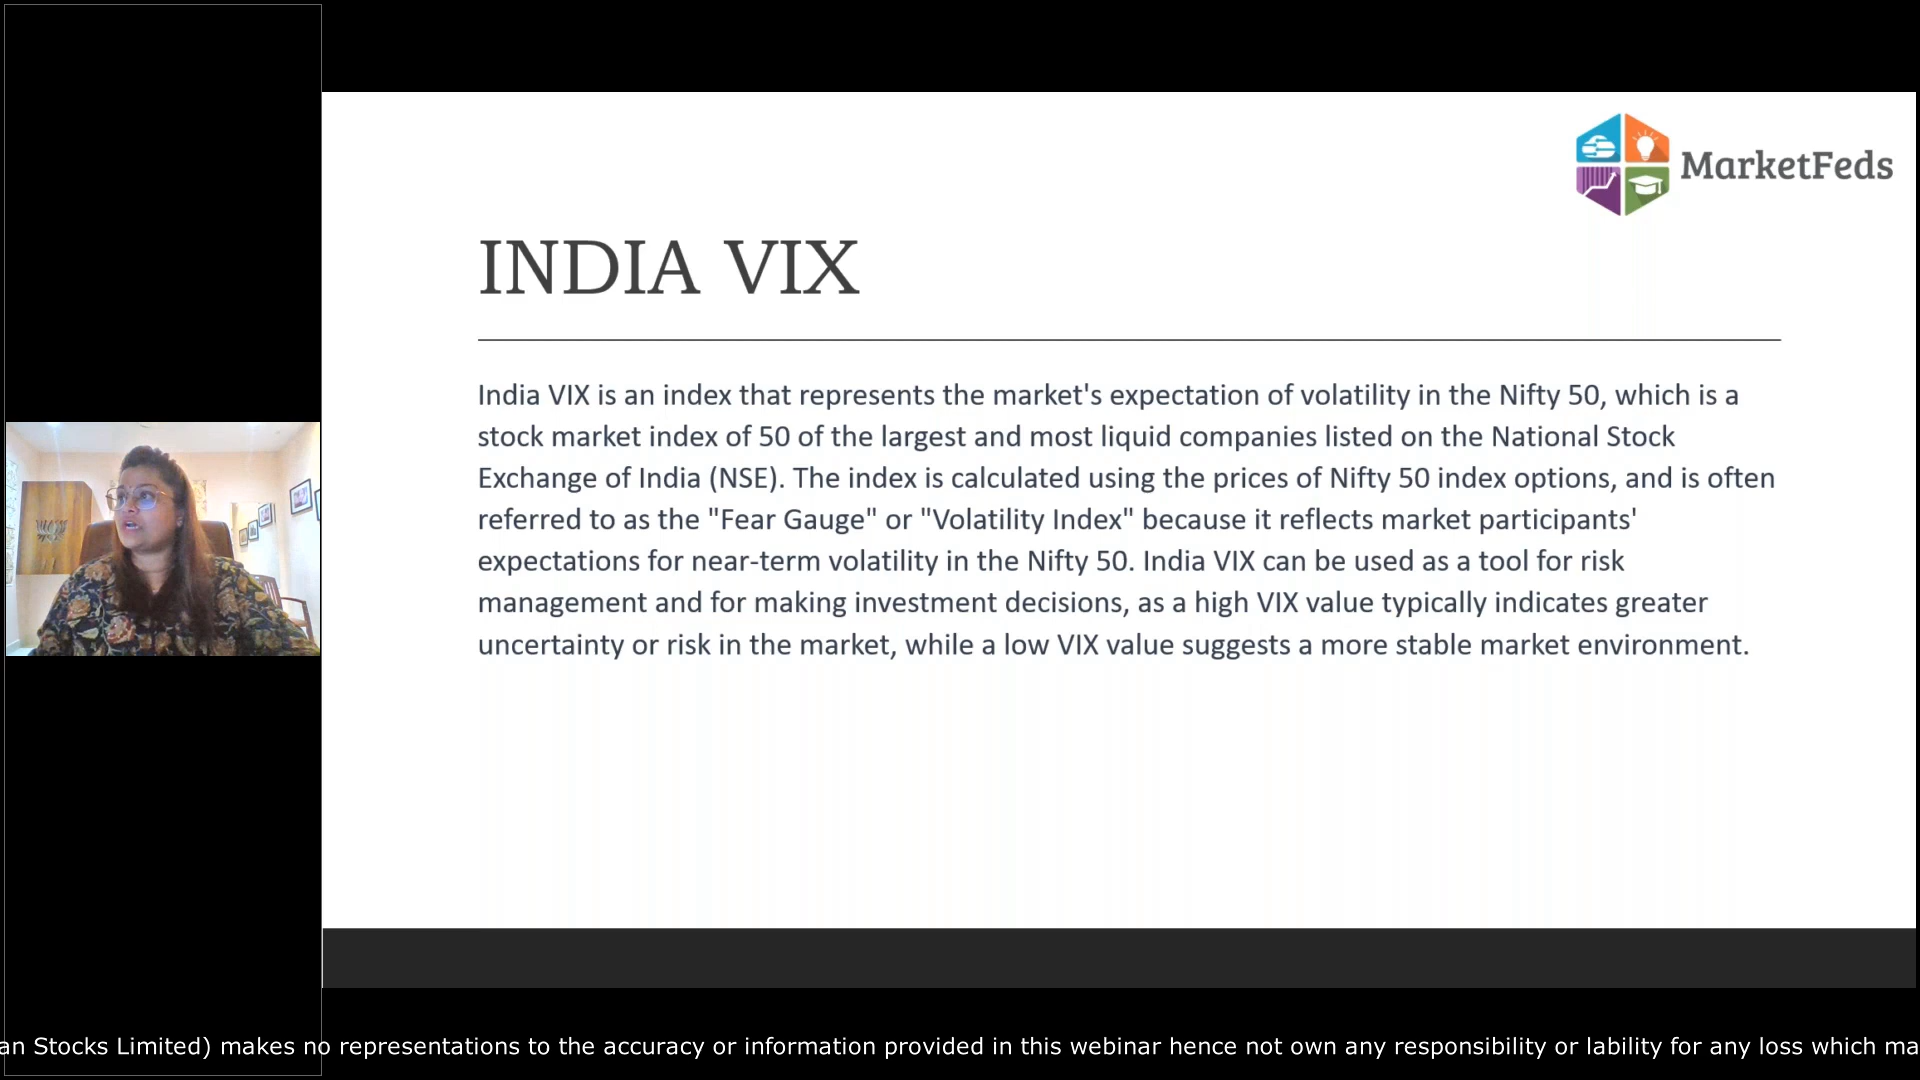 MarketFeds
INDIA VIX
India VIX is an index that represents the market's expectation of volatility in the Nifty 50, which is a
stock market index of 50 of the largest and most liquid companies listed on the National Stock
Exchange of India (NSE). The index is calculated using the prices of Nifty 50 index options, and is often
referred to as the "Fear Gauge" or "Volatility Index" because it reflects market participants'
expectations for near-term volatility in the Nifty 50. India VIX can be used as a tool for risk
management and for making investment decisions, as a high VIX value typically indicates greater
uncertainty or risk in the market, while a low VIX value suggests a more stable market environment.
an Stocks Limited) makes no representations to the accuracy or information provided in this webinar hence not own any responsibility or lability for any loss which ma